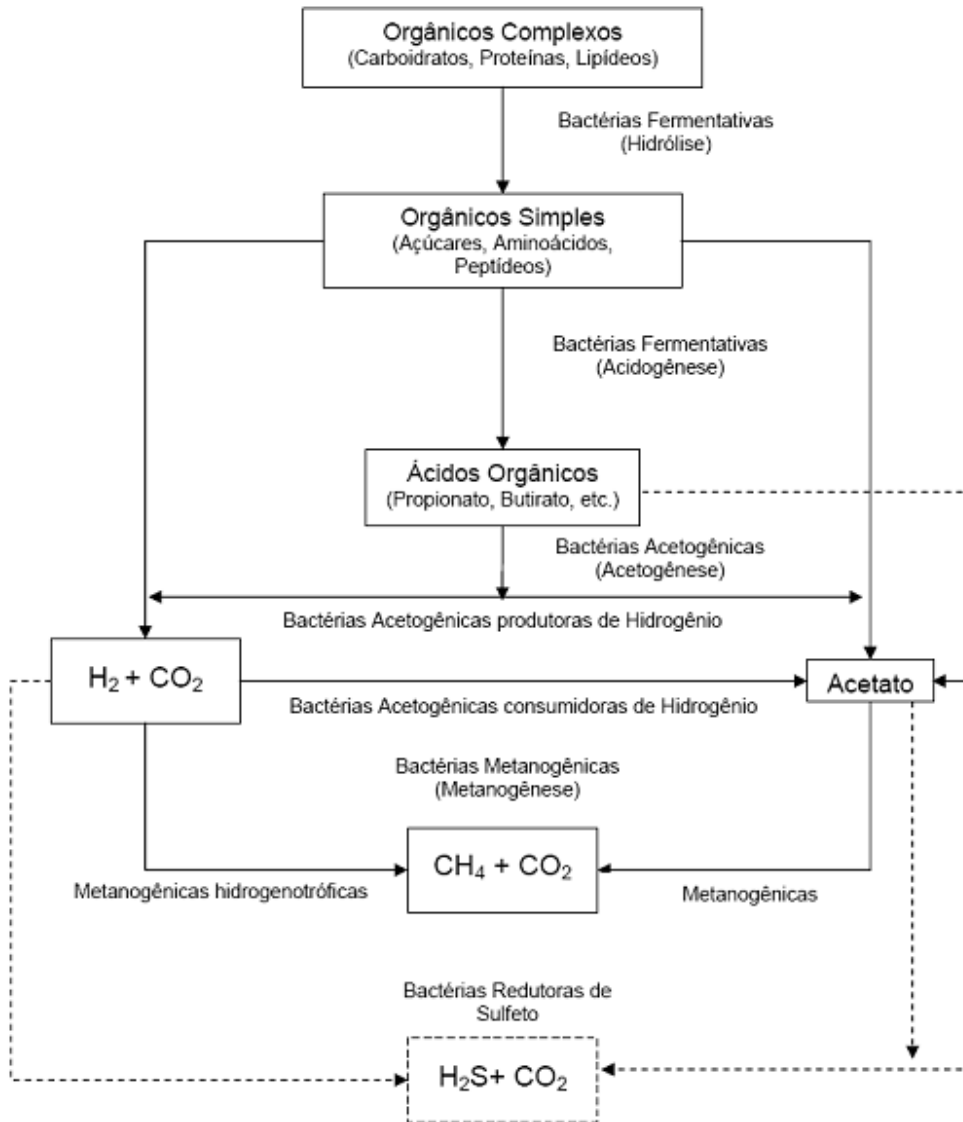 Orgânicos Complexos
(Carboidratos, Proteínas, Lipídeos)
Bactérias Fermentativas
(Hidrólise)
Orgânicos Simples
(Açúcares, Aminoácidos,
Peptídeos)
Bactérias Fermentativas
(Acidogênese)
Ácidos Orgânicos
(Propionato, Butirato, etc.)
Bactérias Acetogênicas
(Acetogênese)
Bactérias Acetogênicas produtoras de Hidrogênio
H₂ + CO₂
Acetato
Bactérias Acetogênicas consumidoras de Hidrogênio
Bactérias Metanogênicas
(Metanogênese)
CH₄ + CO₂
Metanogênicas hidrogenotróficas
Metanogênicas
Bactérias Redutoras de
Sulfeto
H₂S+ CO₂